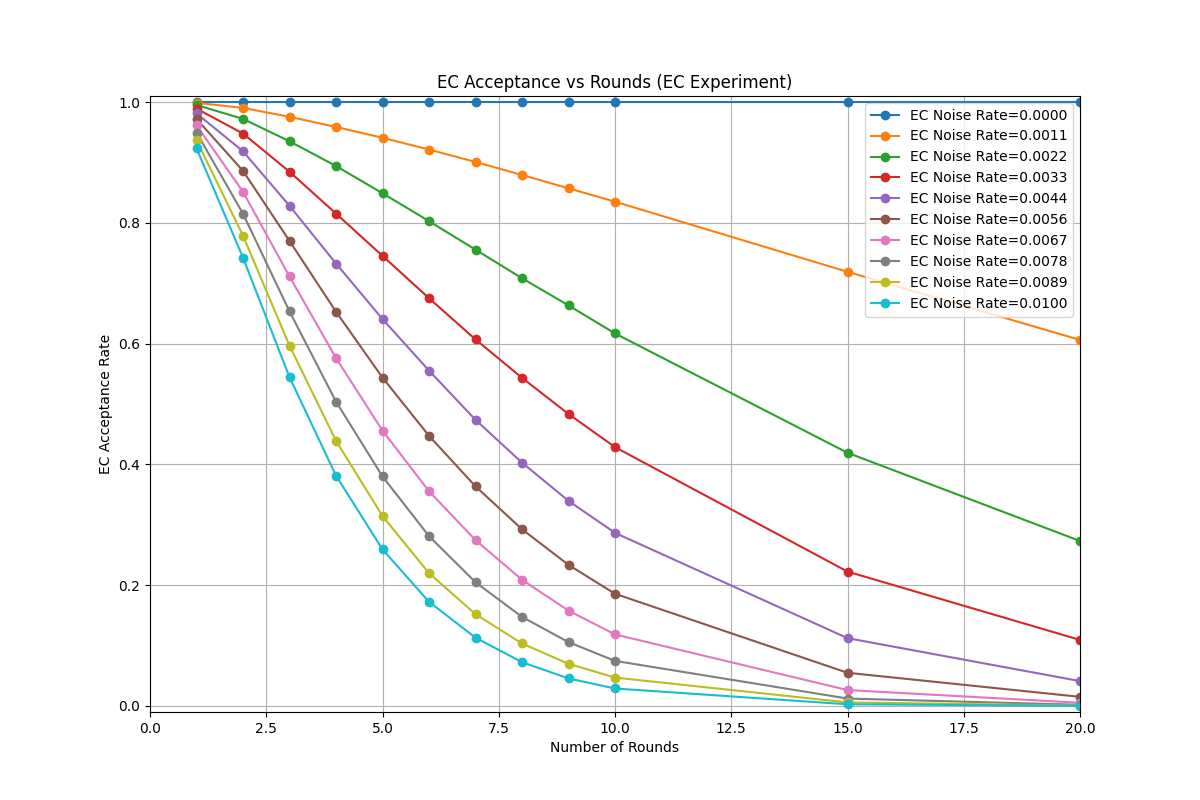 EC Acceptance vs Rounds (EC Experiment)
EC Acceptance Rate
1.0
0.8
0.6
0.4
0.2
0.0
EC Noise Rate=0.0000
EC Noise Rate=0.0011
EC Noise Rate=0.0022
EC Noise Rate=0.0033
EC Noise Rate=0.0044
EC Noise Rate=0.0056
EC Noise Rate=0.0067
EC Noise Rate=0.0078
EC Noise Rate=0.0089
EC Noise Rate=0.0100
0.0 2.5 5.0 7.5 10.0 12.5 15.0 17.5 20.0
Number of Rounds